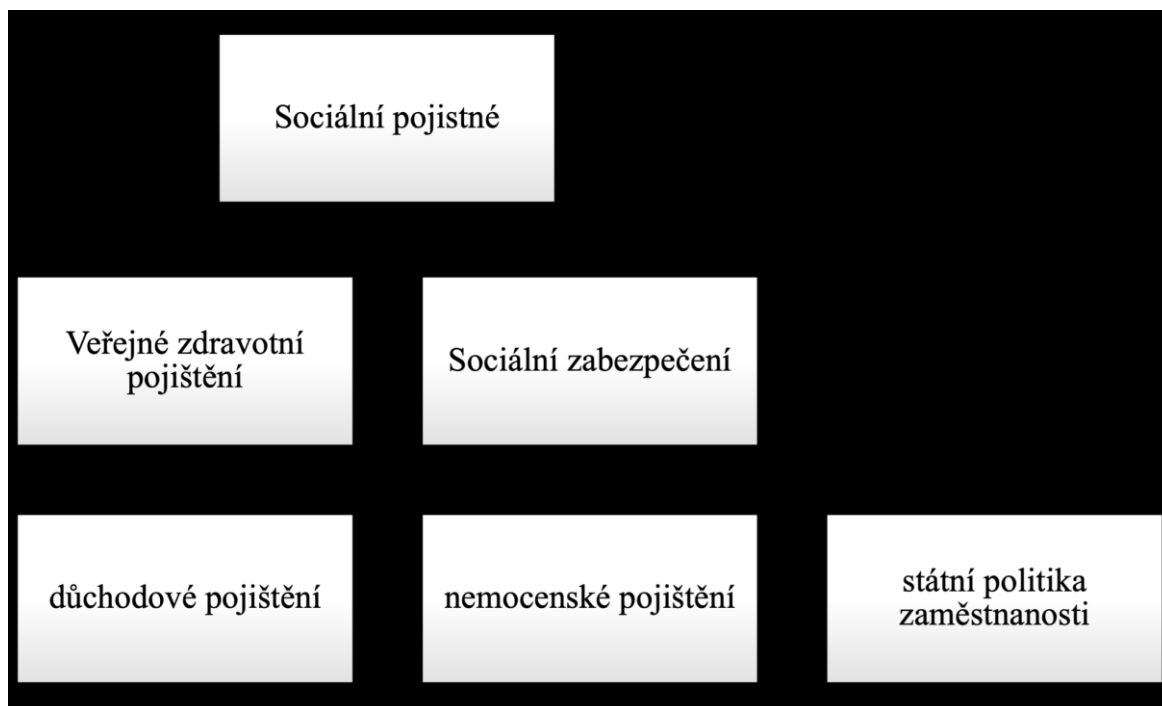 Sociální pojistné
Veřejné zdravotní
pojištění
Sociální zabezpečení
důchodové pojištění
nemocenské pojištění
státní politika
zaměstnanosti